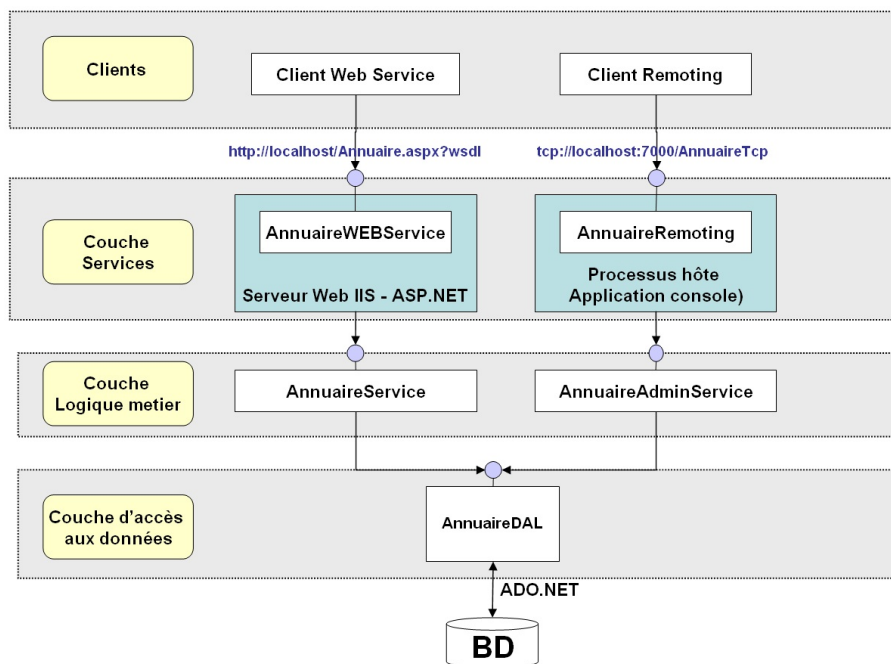 Clients
Client Web Service
Client Remoting
http://localhost/Annuaire.aspx?wsdl
tcp://localhost:7000/AnnuaireTcp
Couche
Services
AnnuaireWEBService
Serveur Web IIS - ASP.NET
AnnuaireRemoting
Processus hôte
Application console)
Couche
Logique metier
AnnuaireService
AnnuaireAdminService
Couche d'accès
aux données
AnnuaireDAL
ADO.NET
BD